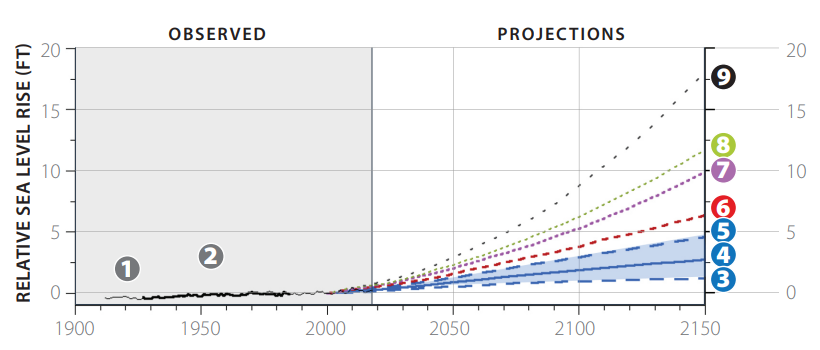 OBSERVED PROJECTIONS
RELATIVE SEA LEVEL RISE (FT)
20 20
9
15 15
8
10 7 10
6
5 5 5
2 4
1 3
0 0
1900 1950 2000 2050 2100 2150